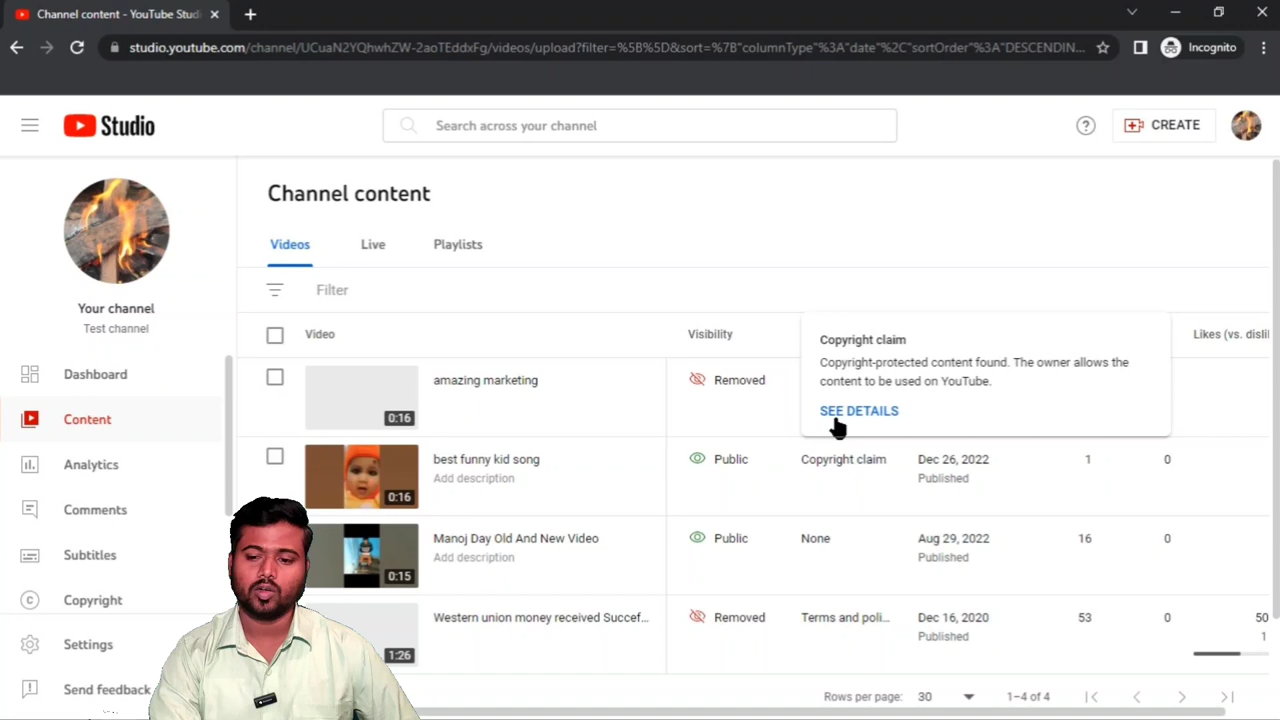 Channel content - YouTube Studi
studio.youtube.com/channel/UCuaN2YQhwhZW-2aoTEddxFg/videos/upload?filter=%5B%5D&sort=%7B"columnType"%3A"date"%2C"sortOrder"%3A"DESCENDIN...
Incognito
Studio
Search across your channel
CREATE
Your channel
Test channel
Dashboard
Content
Analytics
Comments
Subtitles
Copyright
Settings
Send feedback
Channel content
Videos Live Playlists
Filter
Video Visibility Likes (vs. disli
Copyright claim
Copyright-protected content found. The owner allows the
content to be used on YouTube.
SEE DETAILS
0:16 amazing marketing Removed
best funny kid song Public Copyright claim Dec 26, 2022 1 0
0:16 Add description Published
Manoj Day Old And New Video Public None Aug 29, 2022 16 0
0:15 Add description Published
Western union money received Succef... Removed Terms and poli... Dec 16, 2020 53 0 50
1:26 Published 1
Rows per page: 30 1–4 of 4